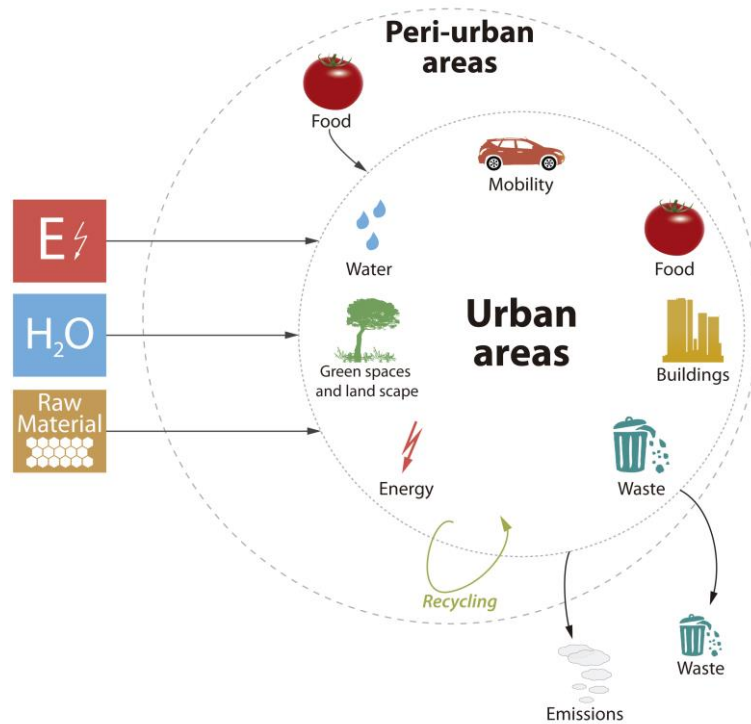 Peri-urban
areas
Food
Mobility
E
Water
Food
H₂O
Urban
areas
Green spaces
and land scape
Buildings
Raw
Material
Energy
Waste
Recycling
Emissions
Waste